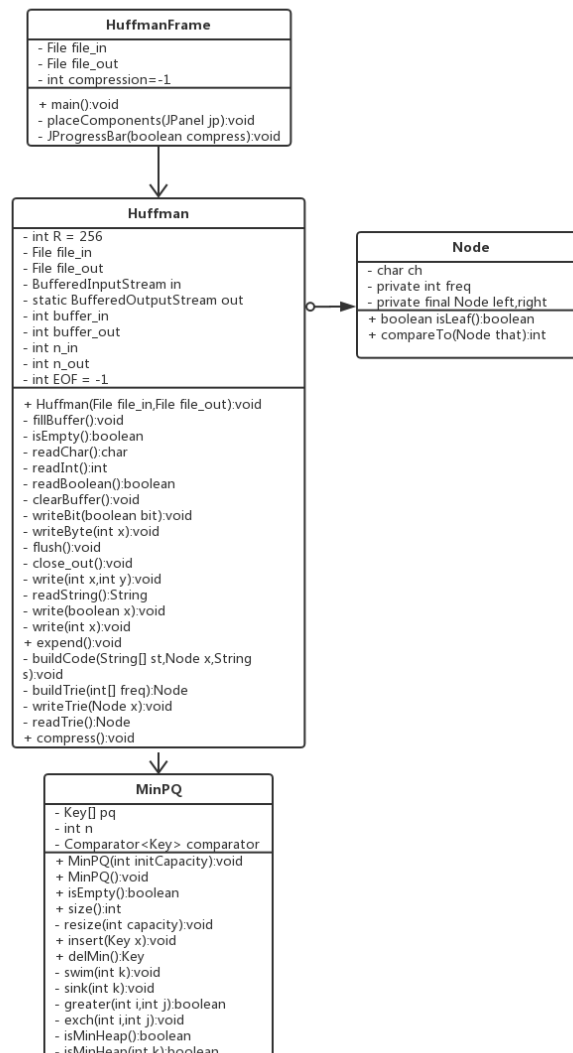 HuffmanFrame
- File file_in
- File file_out
- int compression=-1
+ main():void
- placeComponents(JPanel jp):void
- JProgressBar(boolean compress):void
Huffman
- int R = 256
- File file_in
- File file_out
- BufferedInputStream in
- static BufferedOutputStream out
- int buffer_in
- int buffer_out
- int n_in
- int n_out
- int EOF = -1
+ Huffman(File file_in,File file_out):void
- fillBuffer():void
- isEmpty():boolean
- readChar():char
- readInt():int
- readBoolean():boolean
- clearBuffer():void
- writeBit(boolean bit):void
- writeByte(int x):void
- flush():void
- close_out():void
- write(int x,int y):void
- readString():String
- write(boolean x):void
- write(int x):void
+ expend():void
- buildCode(String[] st,Node x,String
s):void
- buildTrie(int[] freq):Node
- writeTrie(Node x):void
- readTrie():Node
+ compress():void
Node
- char ch
- private int freq
- private final Node left,right
+ boolean isLeaf():boolean
+ compareTo(Node that):int
MinPQ
- Key[] pq
- int n
- Comparator<Key> comparator
+ MinPQ(int initCapacity):void
+ MinPQ():void
+ isEmpty():boolean
+ size():int
- resize(int capacity):void
+ insert(Key x):void
+ delMin():Key
- swim(int k):void
- sink(int k):void
- greater(int i,int j):boolean
- exch(int i,int j):void
- isMinHeap():boolean
- isMinHeap(int k):boolean